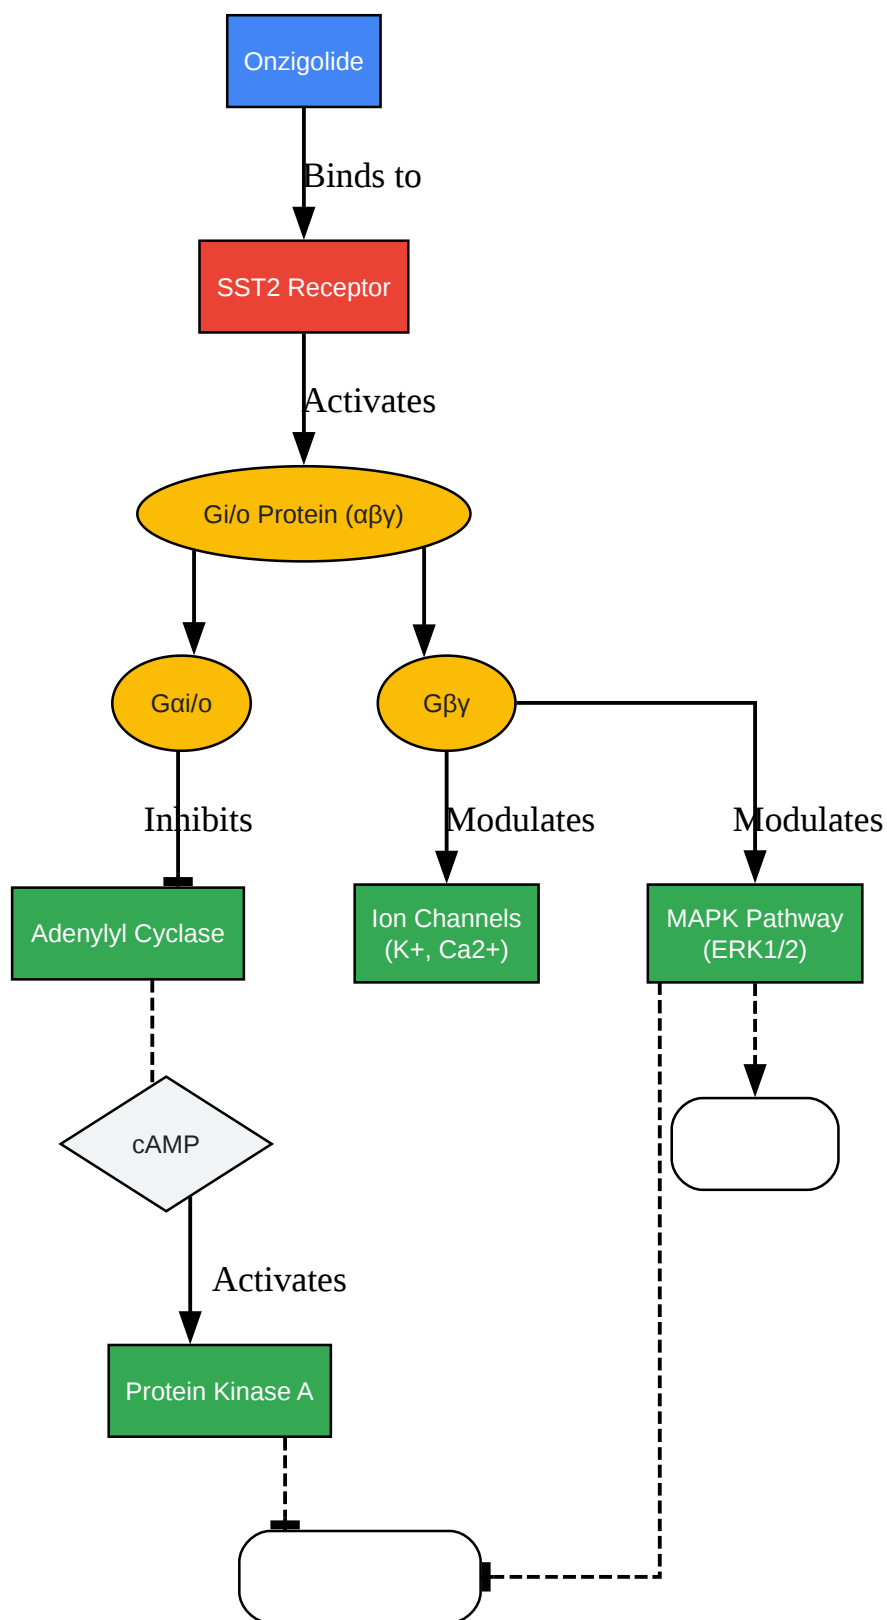 Onzigolide
Binds to
SST2 Receptor
Activates
Gi/o Protein (αβγ)
Gαi/o
Gβγ
Inhibits
Modulates
Modulates
Adenylyl Cyclase
Ion Channels
(K+, Ca2+)
MAPK Pathway
(ERK1/2)
cAMP
Activates
Protein Kinase A